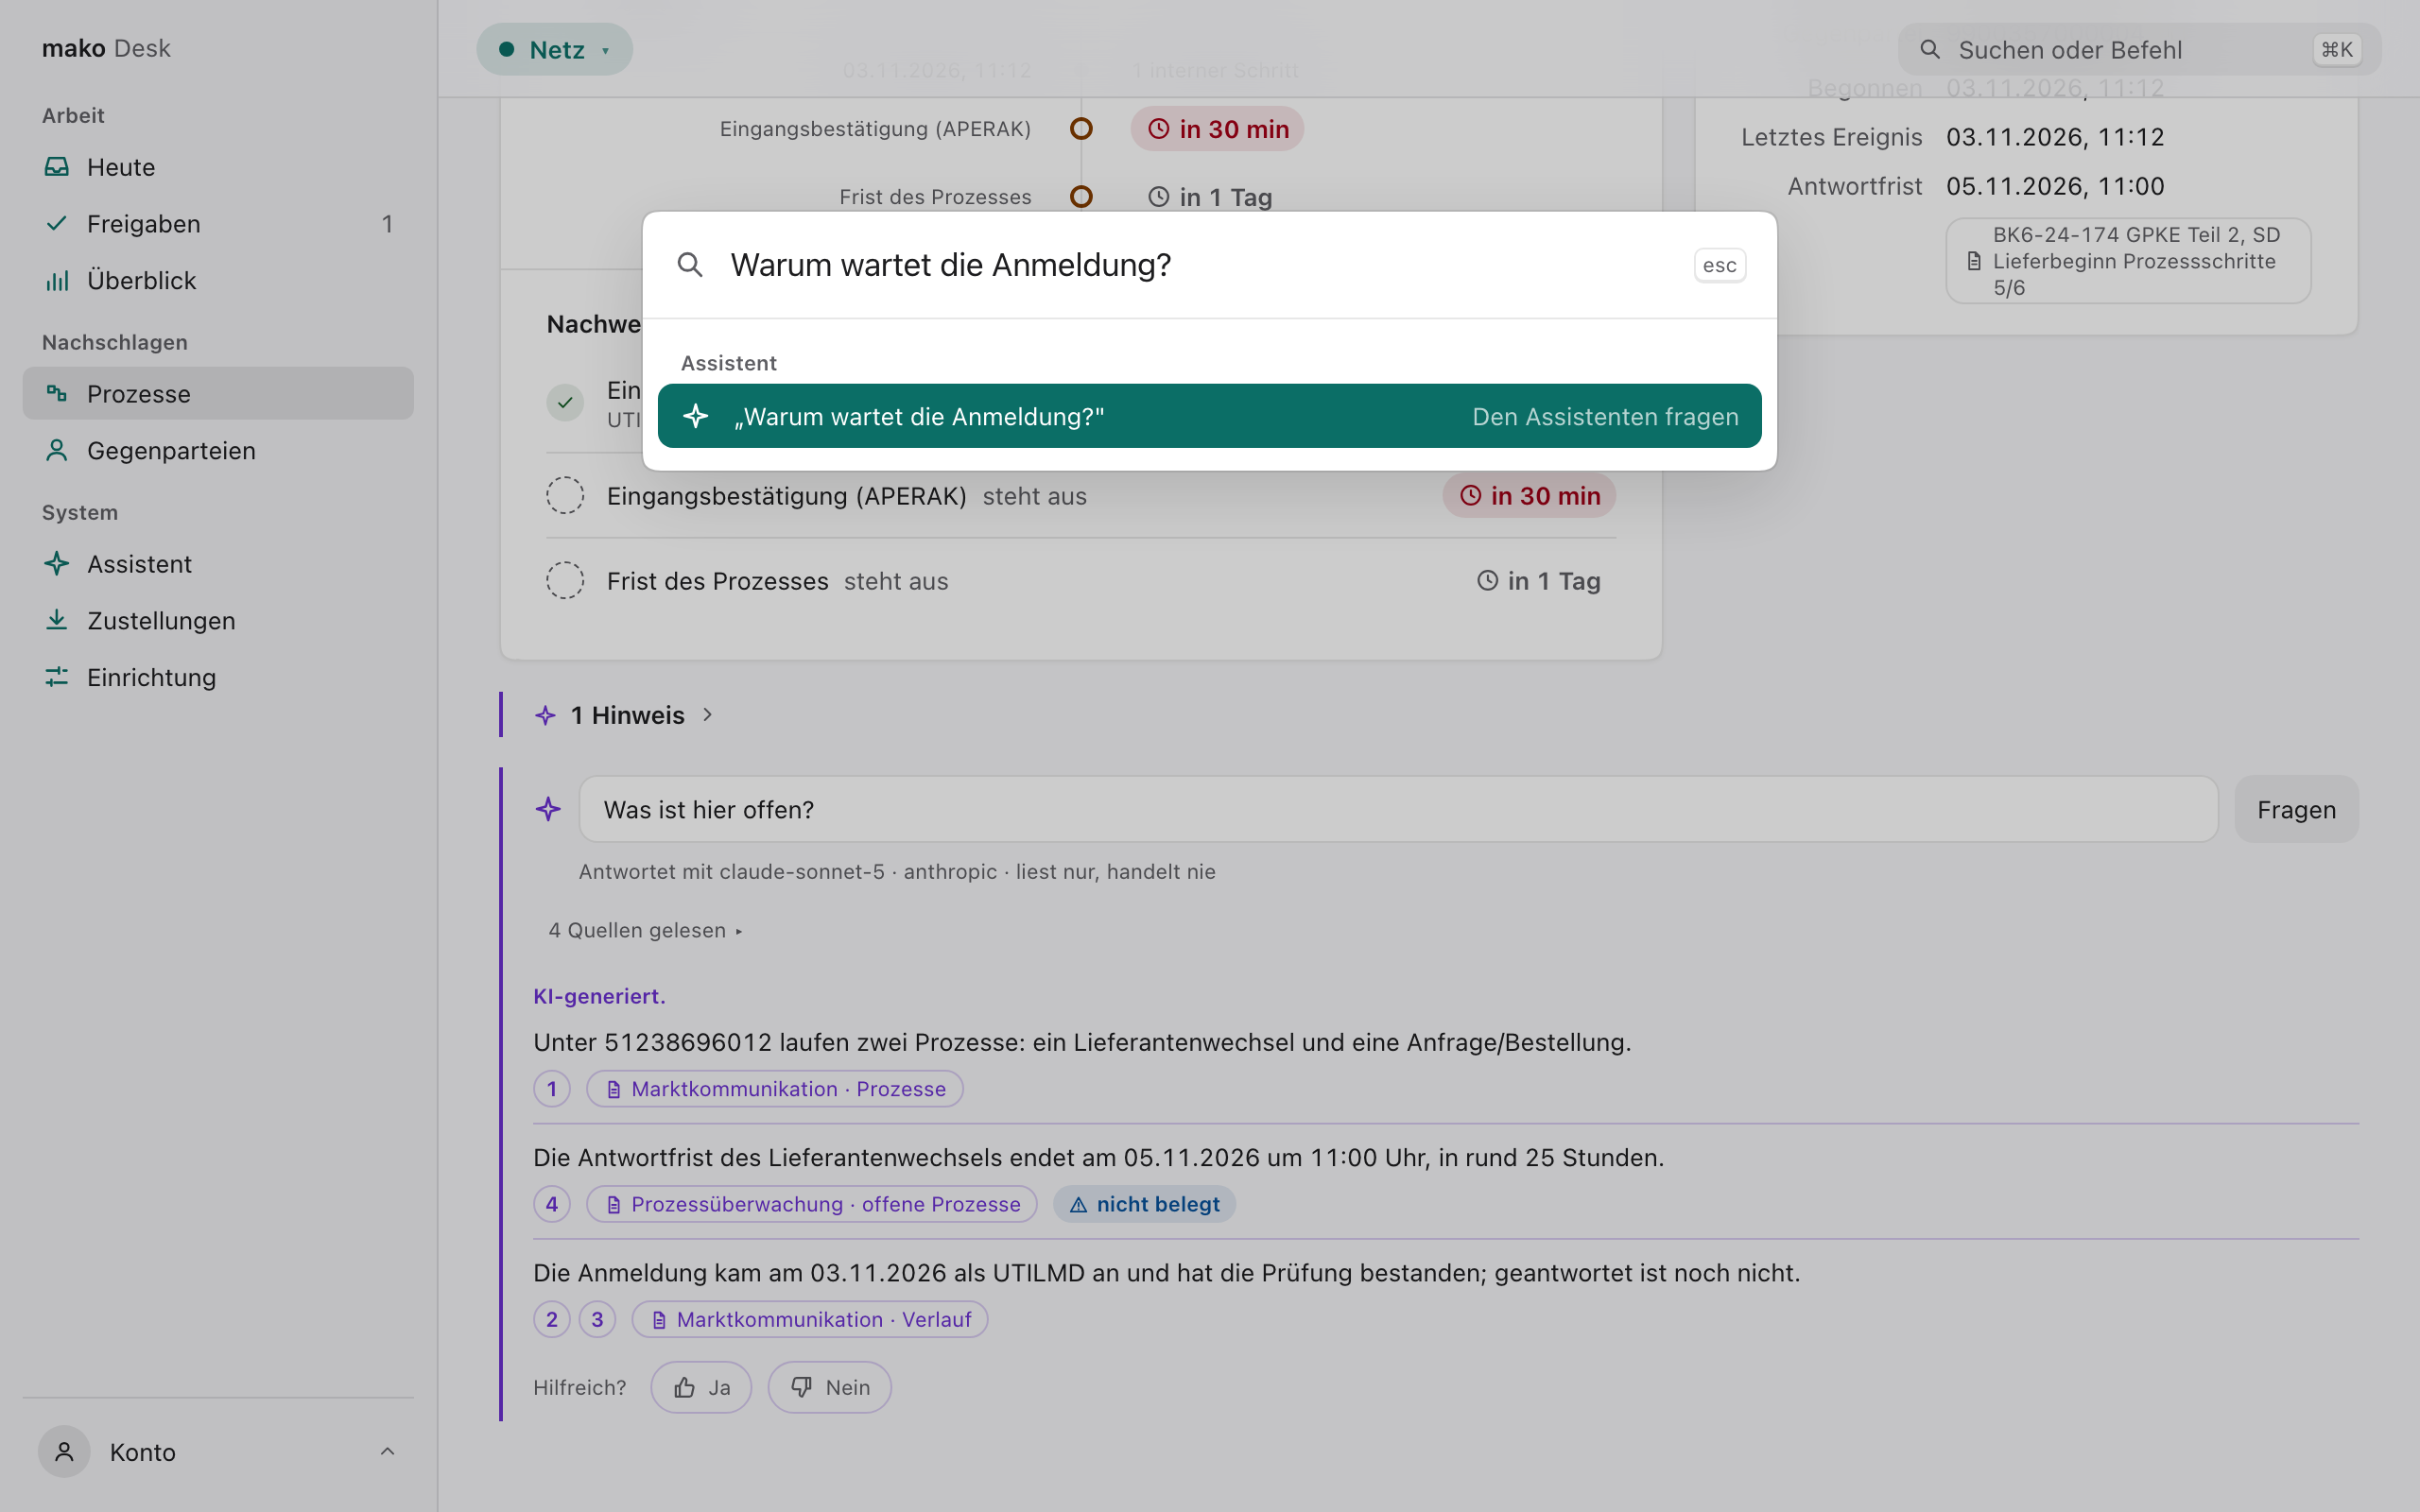 mako Desk
Arbeit
Heute
Freigaben 1
Überblick
Nachschlagen
Prozesse
Gegenparteien
System
Assistent
Zustellungen
Einrichtung
Konto
Netz
Suchen oder Befehl ⌘K
03.11.2026, 11:12 1 interner Schritt
Eingangsbestätigung (APERAK) in 30 min
Frist des Prozesses in 1 Tag
Begonnen 03.11.2026, 11:12
Letztes Ereignis 03.11.2026, 11:12
Antwortfrist 05.11.2026, 11:00
BK6-24-174 GPKE Teil 2, SD
Lieferbeginn Prozessschritte
5/6
Warum wartet die Anmeldung? esc
Assistent
„Warum wartet die Anmeldung?" Den Assistenten fragen
Nachwe
Ein
UTI
Eingangsbestätigung (APERAK) steht aus in 30 min
Frist des Prozesses steht aus in 1 Tag
1 Hinweis
Was ist hier offen? Fragen
Antwortet mit claude-sonnet-5 · anthropic · liest nur, handelt nie
4 Quellen gelesen
KI-generiert.
Unter 51238696012 laufen zwei Prozesse: ein Lieferantenwechsel und eine Anfrage/Bestellung.
1 Marktkommunikation · Prozesse
Die Antwortfrist des Lieferantenwechsels endet am 05.11.2026 um 11:00 Uhr, in rund 25 Stunden.
4 Prozessüberwachung · offene Prozesse nicht belegt
Die Anmeldung kam am 03.11.2026 als UTILMD an und hat die Prüfung bestanden; geantwortet ist noch nicht.
2 3 Marktkommunikation · Verlauf
Hilfreich? Ja Nein